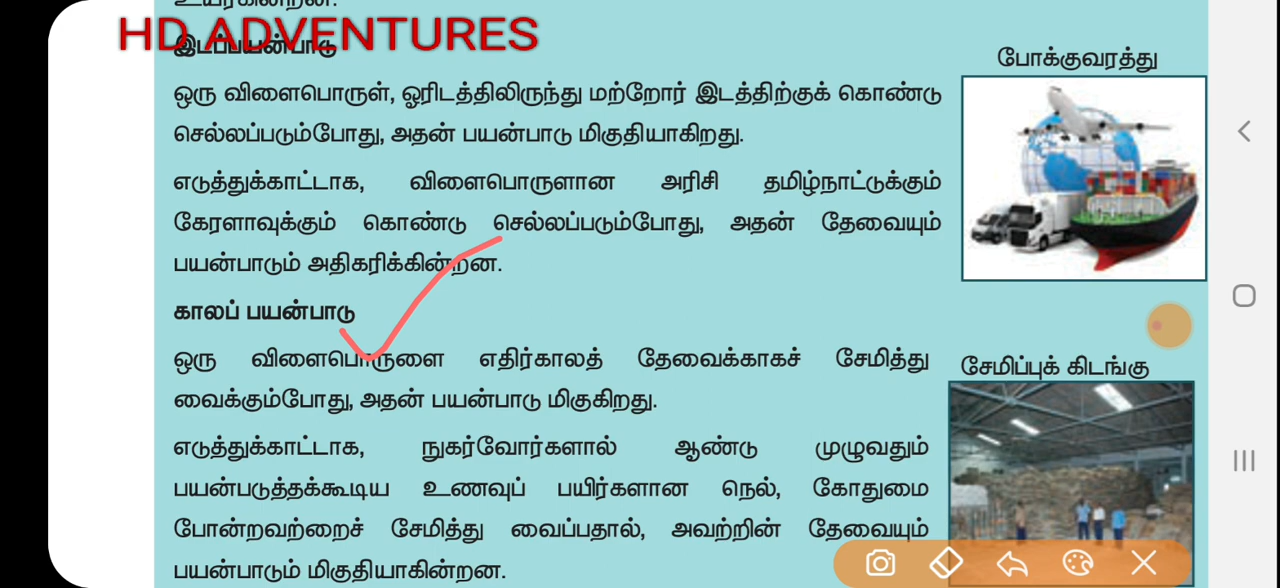 HD ADVENTURES
இடப்பயன்பாடு
ஒரு விளைபொருள், ஓரிடத்திலிருந்து மற்றோர் இடத்திற்குக் கொண்டு
செல்லப்படும்போது, அதன் பயன்பாடு மிகுதியாகிறது.
எடுத்துக்காட்டாக, விளைபொருளான அரிசி தமிழ்நாட்டுக்கும்
கேரளாவுக்கும் கொண்டு செல்லப்படும்போது, அதன் தேவையும்
பயன்பாடும் அதிகரிக்கின்றன.
போக்குவரத்து
காலப் பயன்பாடு
ஒரு விளைபொருளை எதிர்காலத் தேவைக்காகச் சேமித்து
வைக்கும்போது, அதன் பயன்பாடு மிகுகிறது.
எடுத்துக்காட்டாக, நுகர்வோர்களால் ஆண்டு முழுவதும்
பயன்படுத்தக்கூடிய உணவுப் பயிர்களான நெல், கோதுமை
போன்றவற்றைச் சேமித்து வைப்பதால், அவற்றின் தேவையும்
பயன்பாடும் மிகுதியாகின்றன.
சேமிப்புக் கிடங்கு